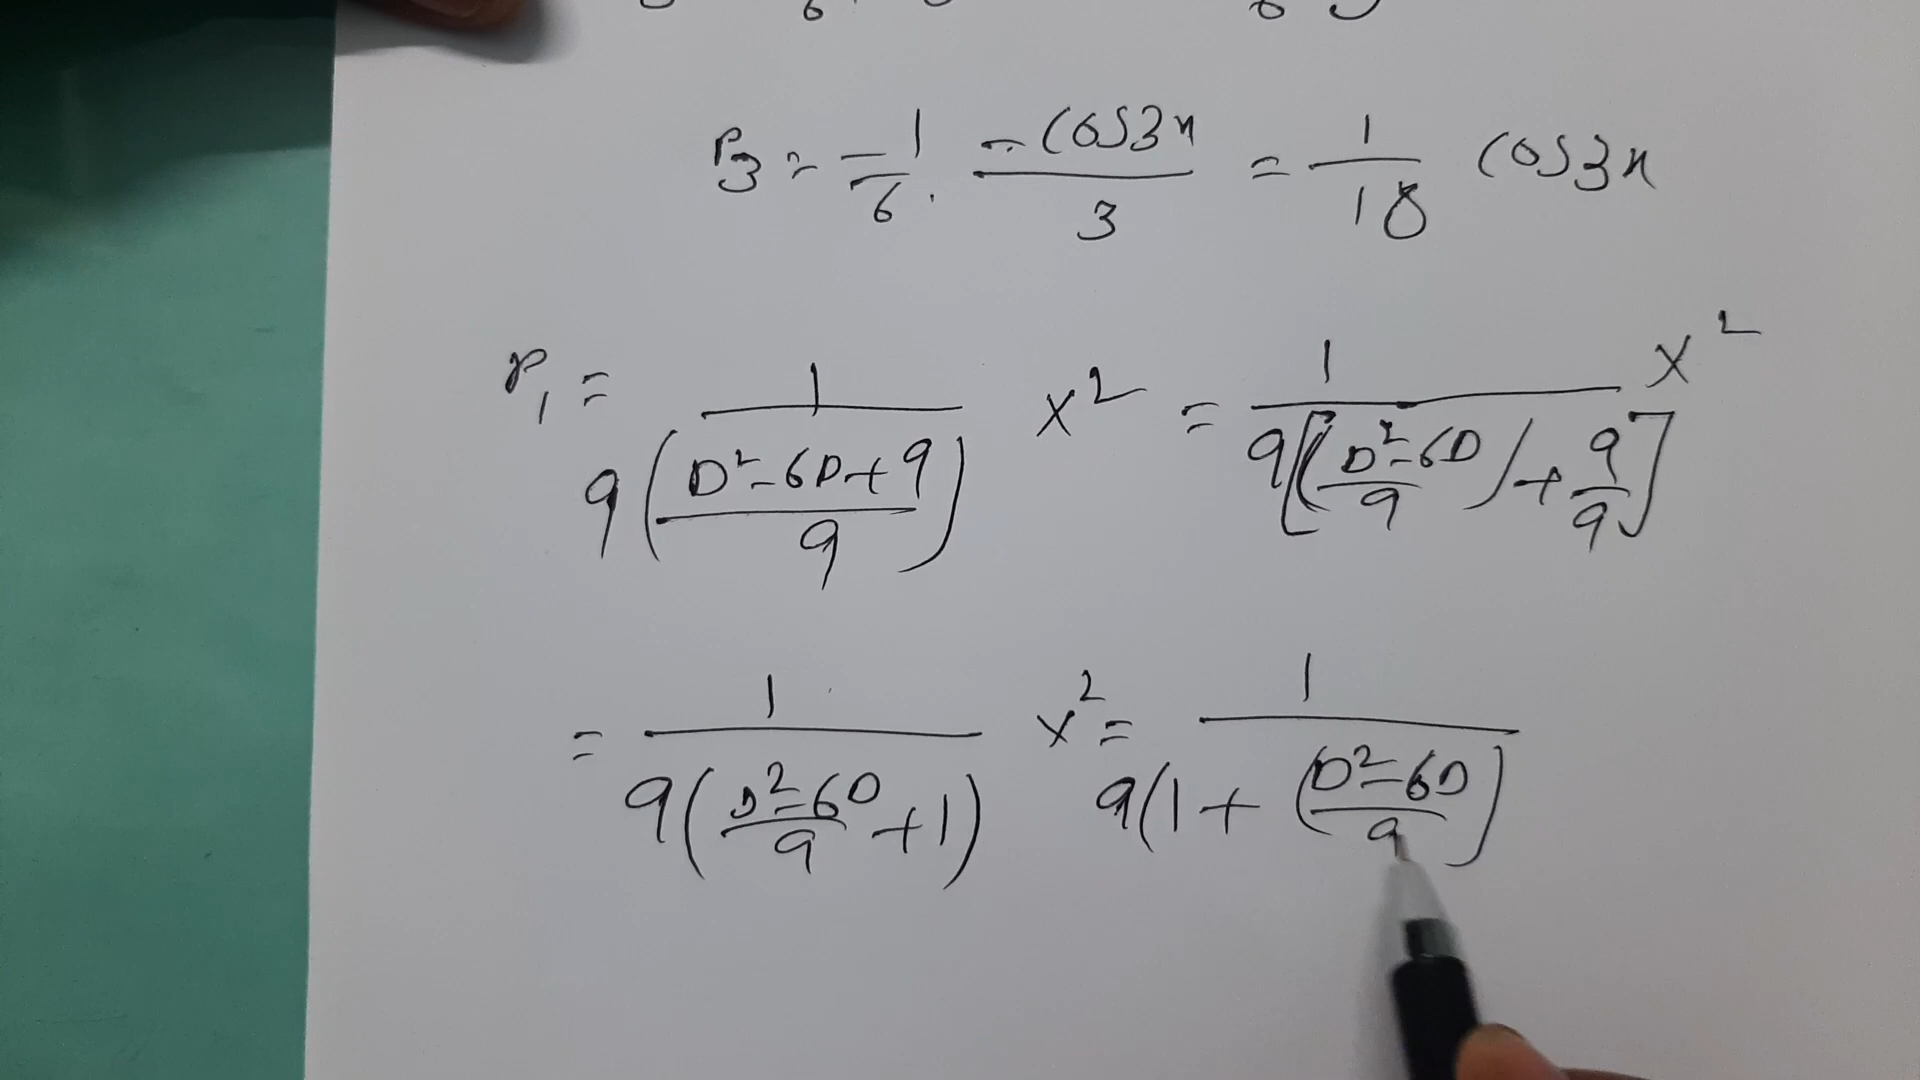 P3 = -1/6 . -cos3x/3 = 1/18 cos3x
P1 = 1/9((D²-6D+9)/9) x² = 1/9[((D²-6D)/9)+9/9] x²
= 1/9((D²-6D)/9+1) x² = 1/9(1+((D²-6D)/9)